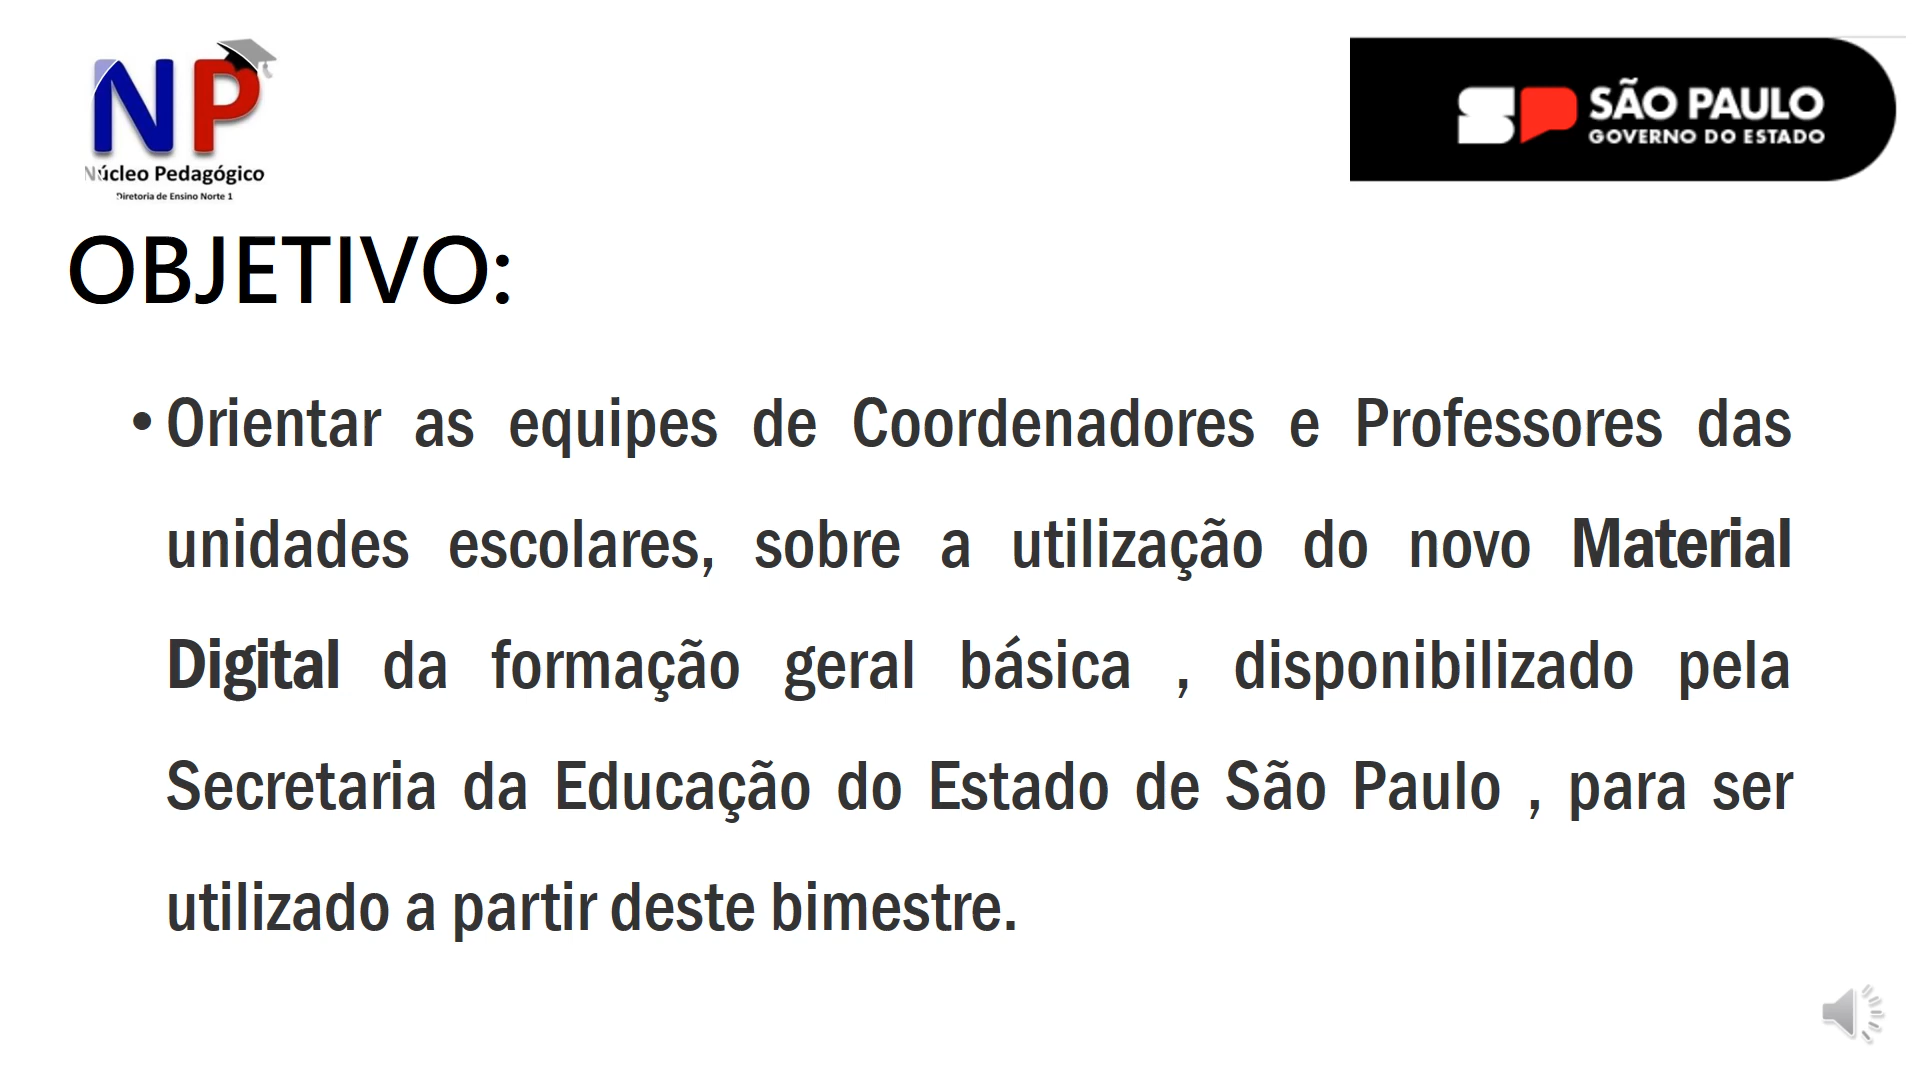 NP
Núcleo Pedagógico
Diretoria de Ensino Norte 1
SP
SÃO PAULO
GOVERNO DO ESTADO
OBJETIVO:
• Orientar as equipes de Coordenadores e Professores das
unidades escolares, sobre a utilização do novo Material
Digital da formação geral básica , disponibilizado pela
Secretaria da Educação do Estado de São Paulo , para ser
utilizado a partir deste bimestre.